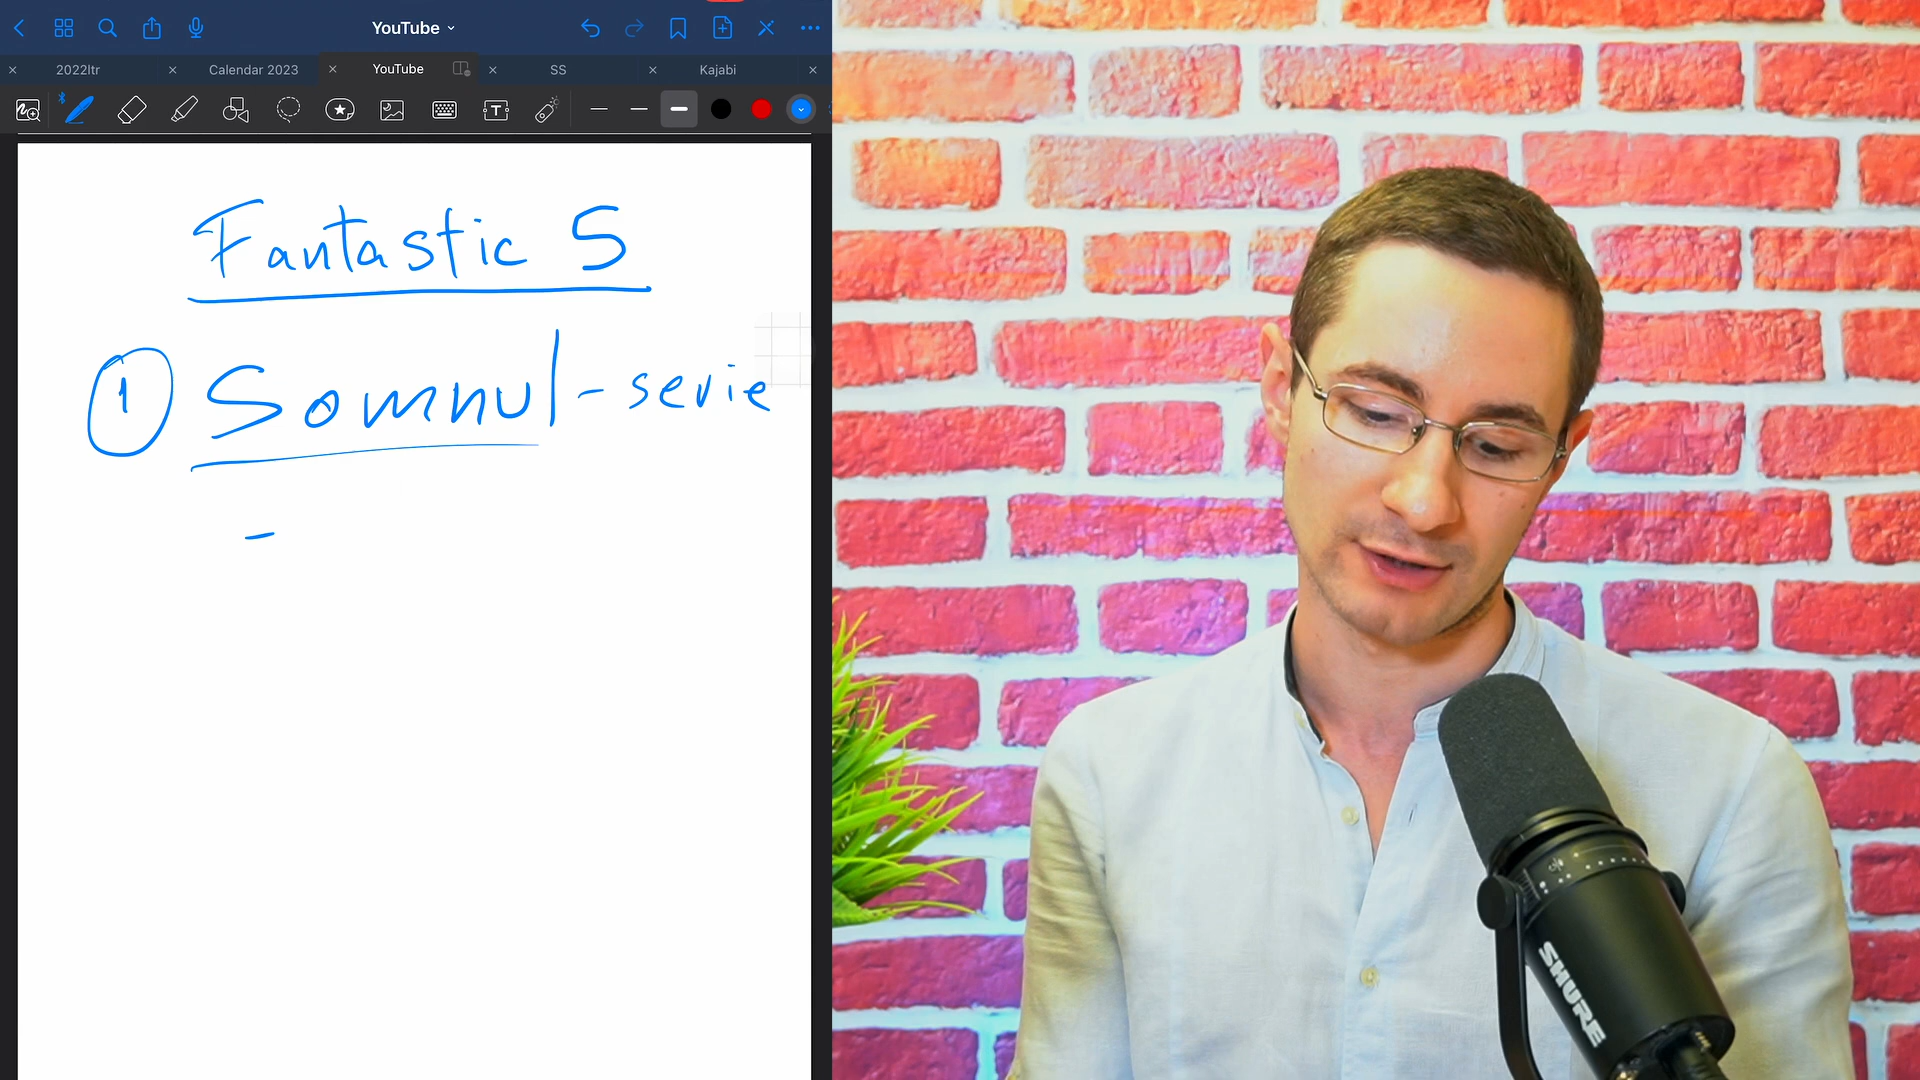 YouTube
2022ltr
Calendar 2023
YouTube
SS
Kajabi
Fantastic 5
1 Somnul - serie
-
SHURE